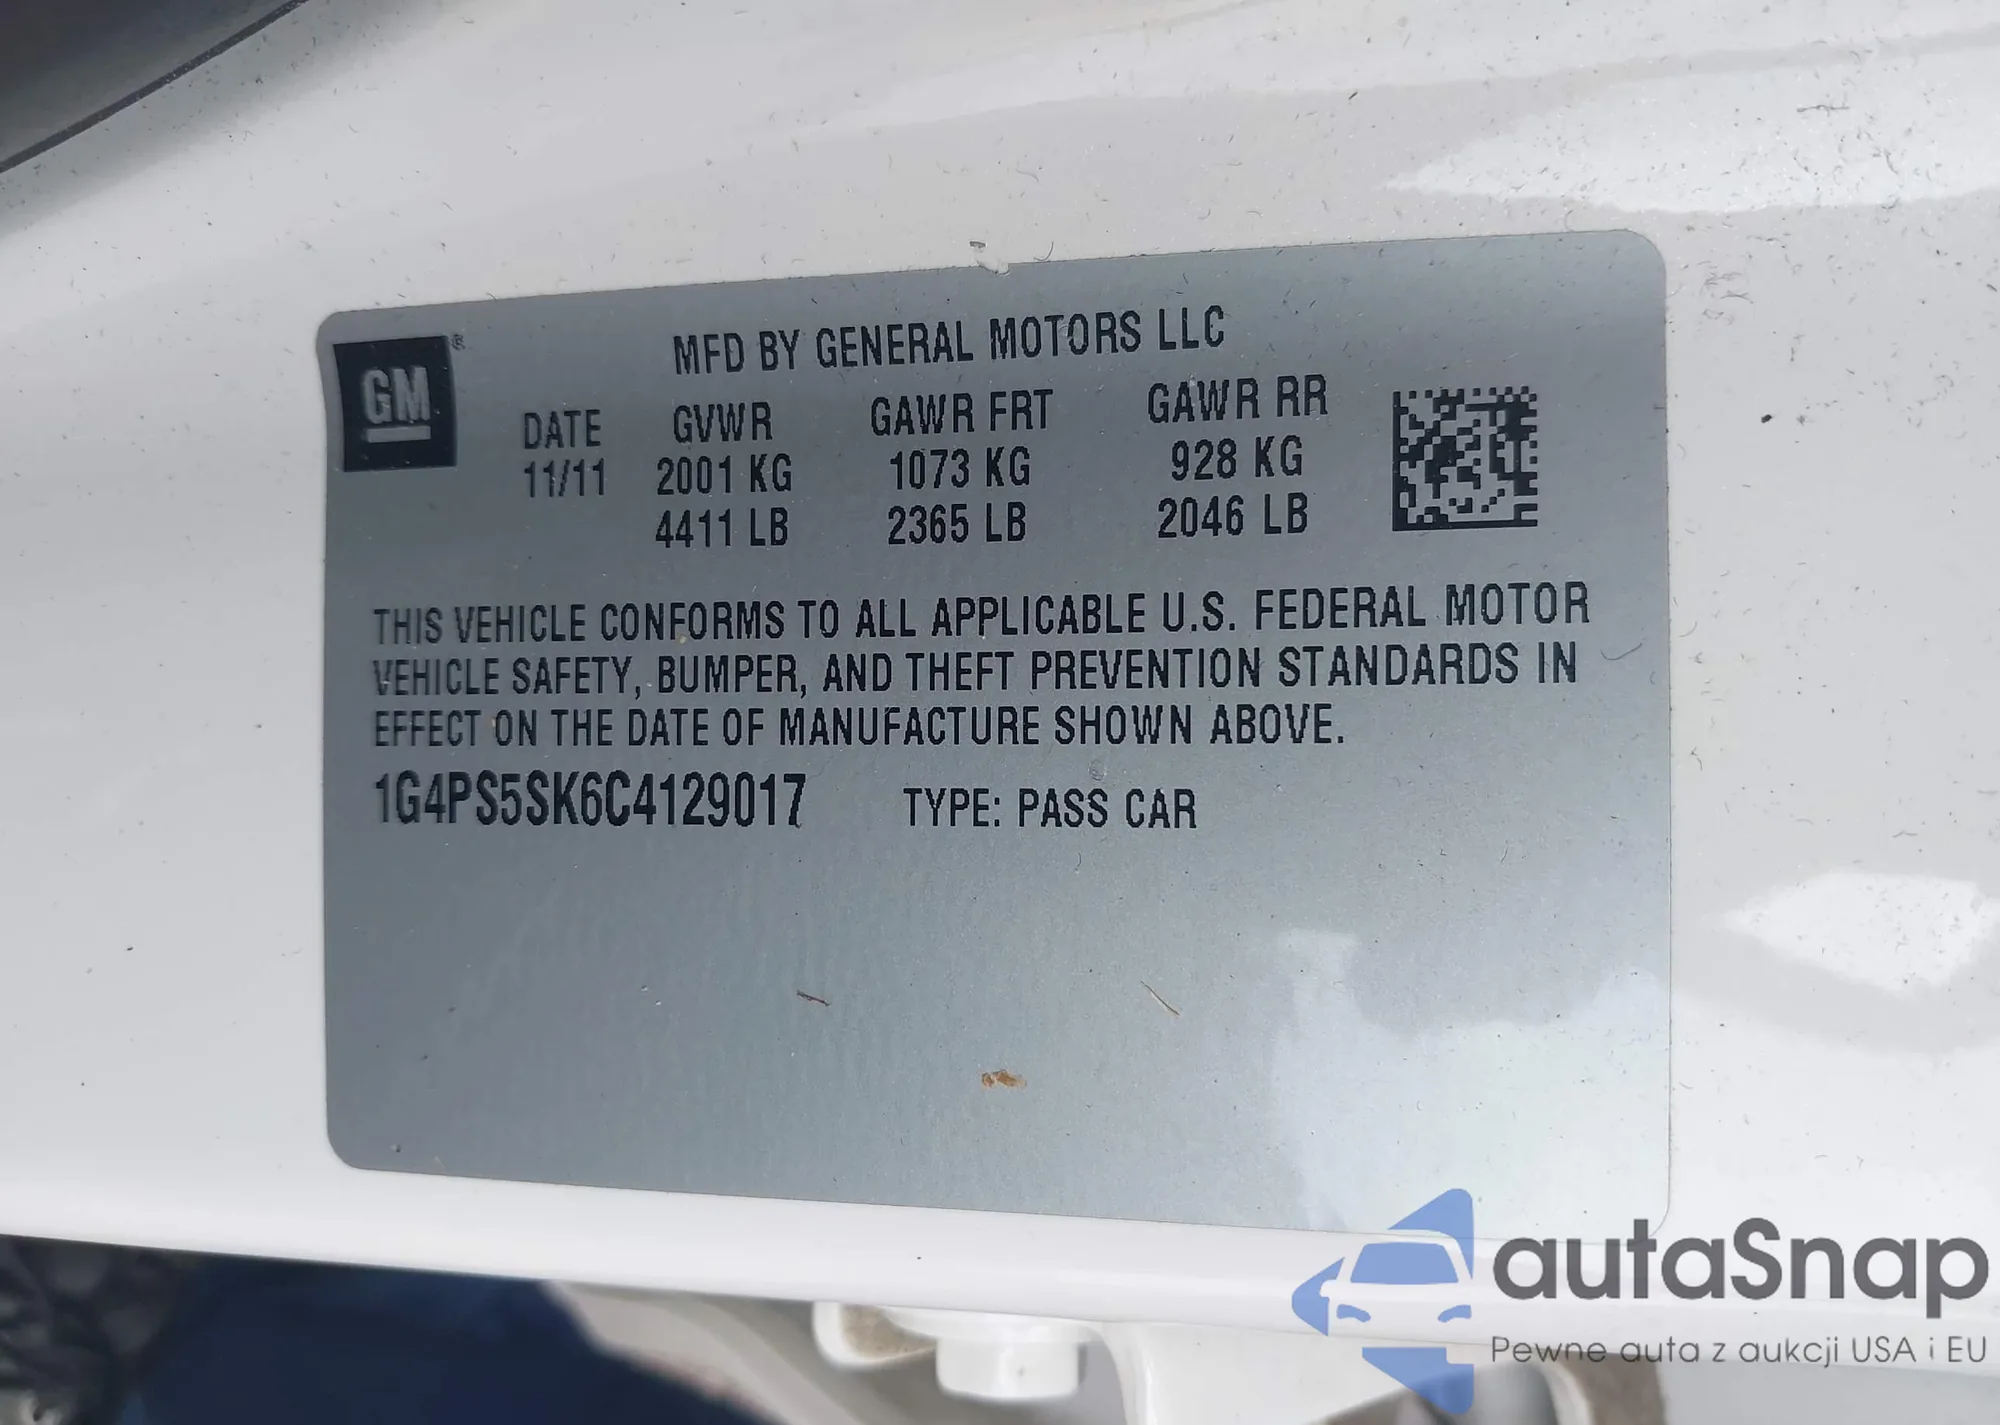 GM®
MFD BY GENERAL MOTORS LLC
DATE GVWR GAWR FRT GAWR RR
11/11 2001 KG 1073 KG 928 KG
4411 LB 2365 LB 2046 LB
THIS VEHICLE CONFORMS TO ALL APPLICABLE U.S. FEDERAL MOTOR
VEHICLE SAFETY, BUMPER, AND THEFT PREVENTION STANDARDS IN
EFFECT ON THE DATE OF MANUFACTURE SHOWN ABOVE.
1G4PS5SK6C4129017 TYPE: PASS CAR
autaSnap
Pewne auta z aukcji USA i EU